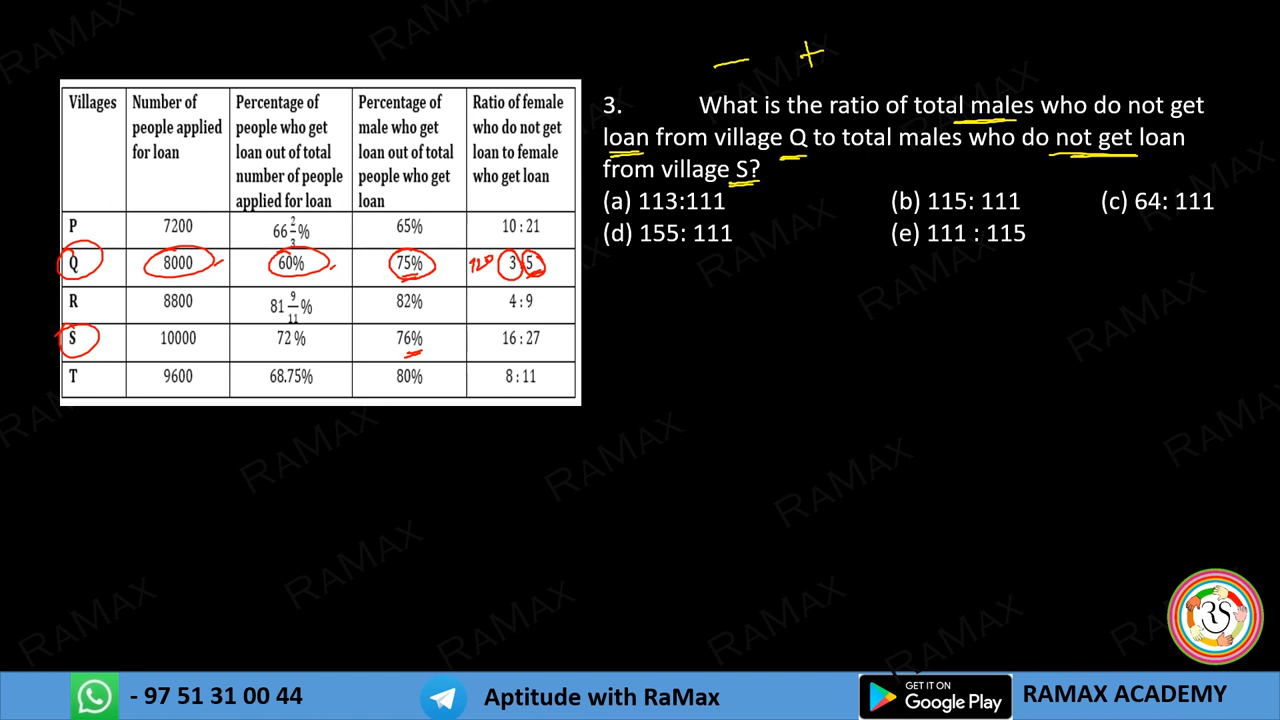 Villages | Number of people applied for loan | Percentage of people who get loan out of total number of people applied for loan | Percentage of male who get loan out of total people who get loan | Ratio of female who do not get loan to female who get loan
P | 7200 | 66 2/3% | 65% | 10 : 21
Q | 8000 | 60% | 75% | 120 3 : 5
R | 8800 | 81 9/11% | 82% | 4 : 9
S | 10000 | 72 % | 76% | 16 : 27
T | 9600 | 68.75% | 80% | 8 : 11
− +
3. What is the ratio of total males who do not get
loan from village Q to total males who do not get loan
from village S?
(a) 113:111 (b) 115: 111 (c) 64: 111
(d) 155: 111 (e) 111 : 115
RAMAX
- 97 51 31 00 44 Aptitude with RaMax GET IT ON Google Play RAMAX ACADEMY